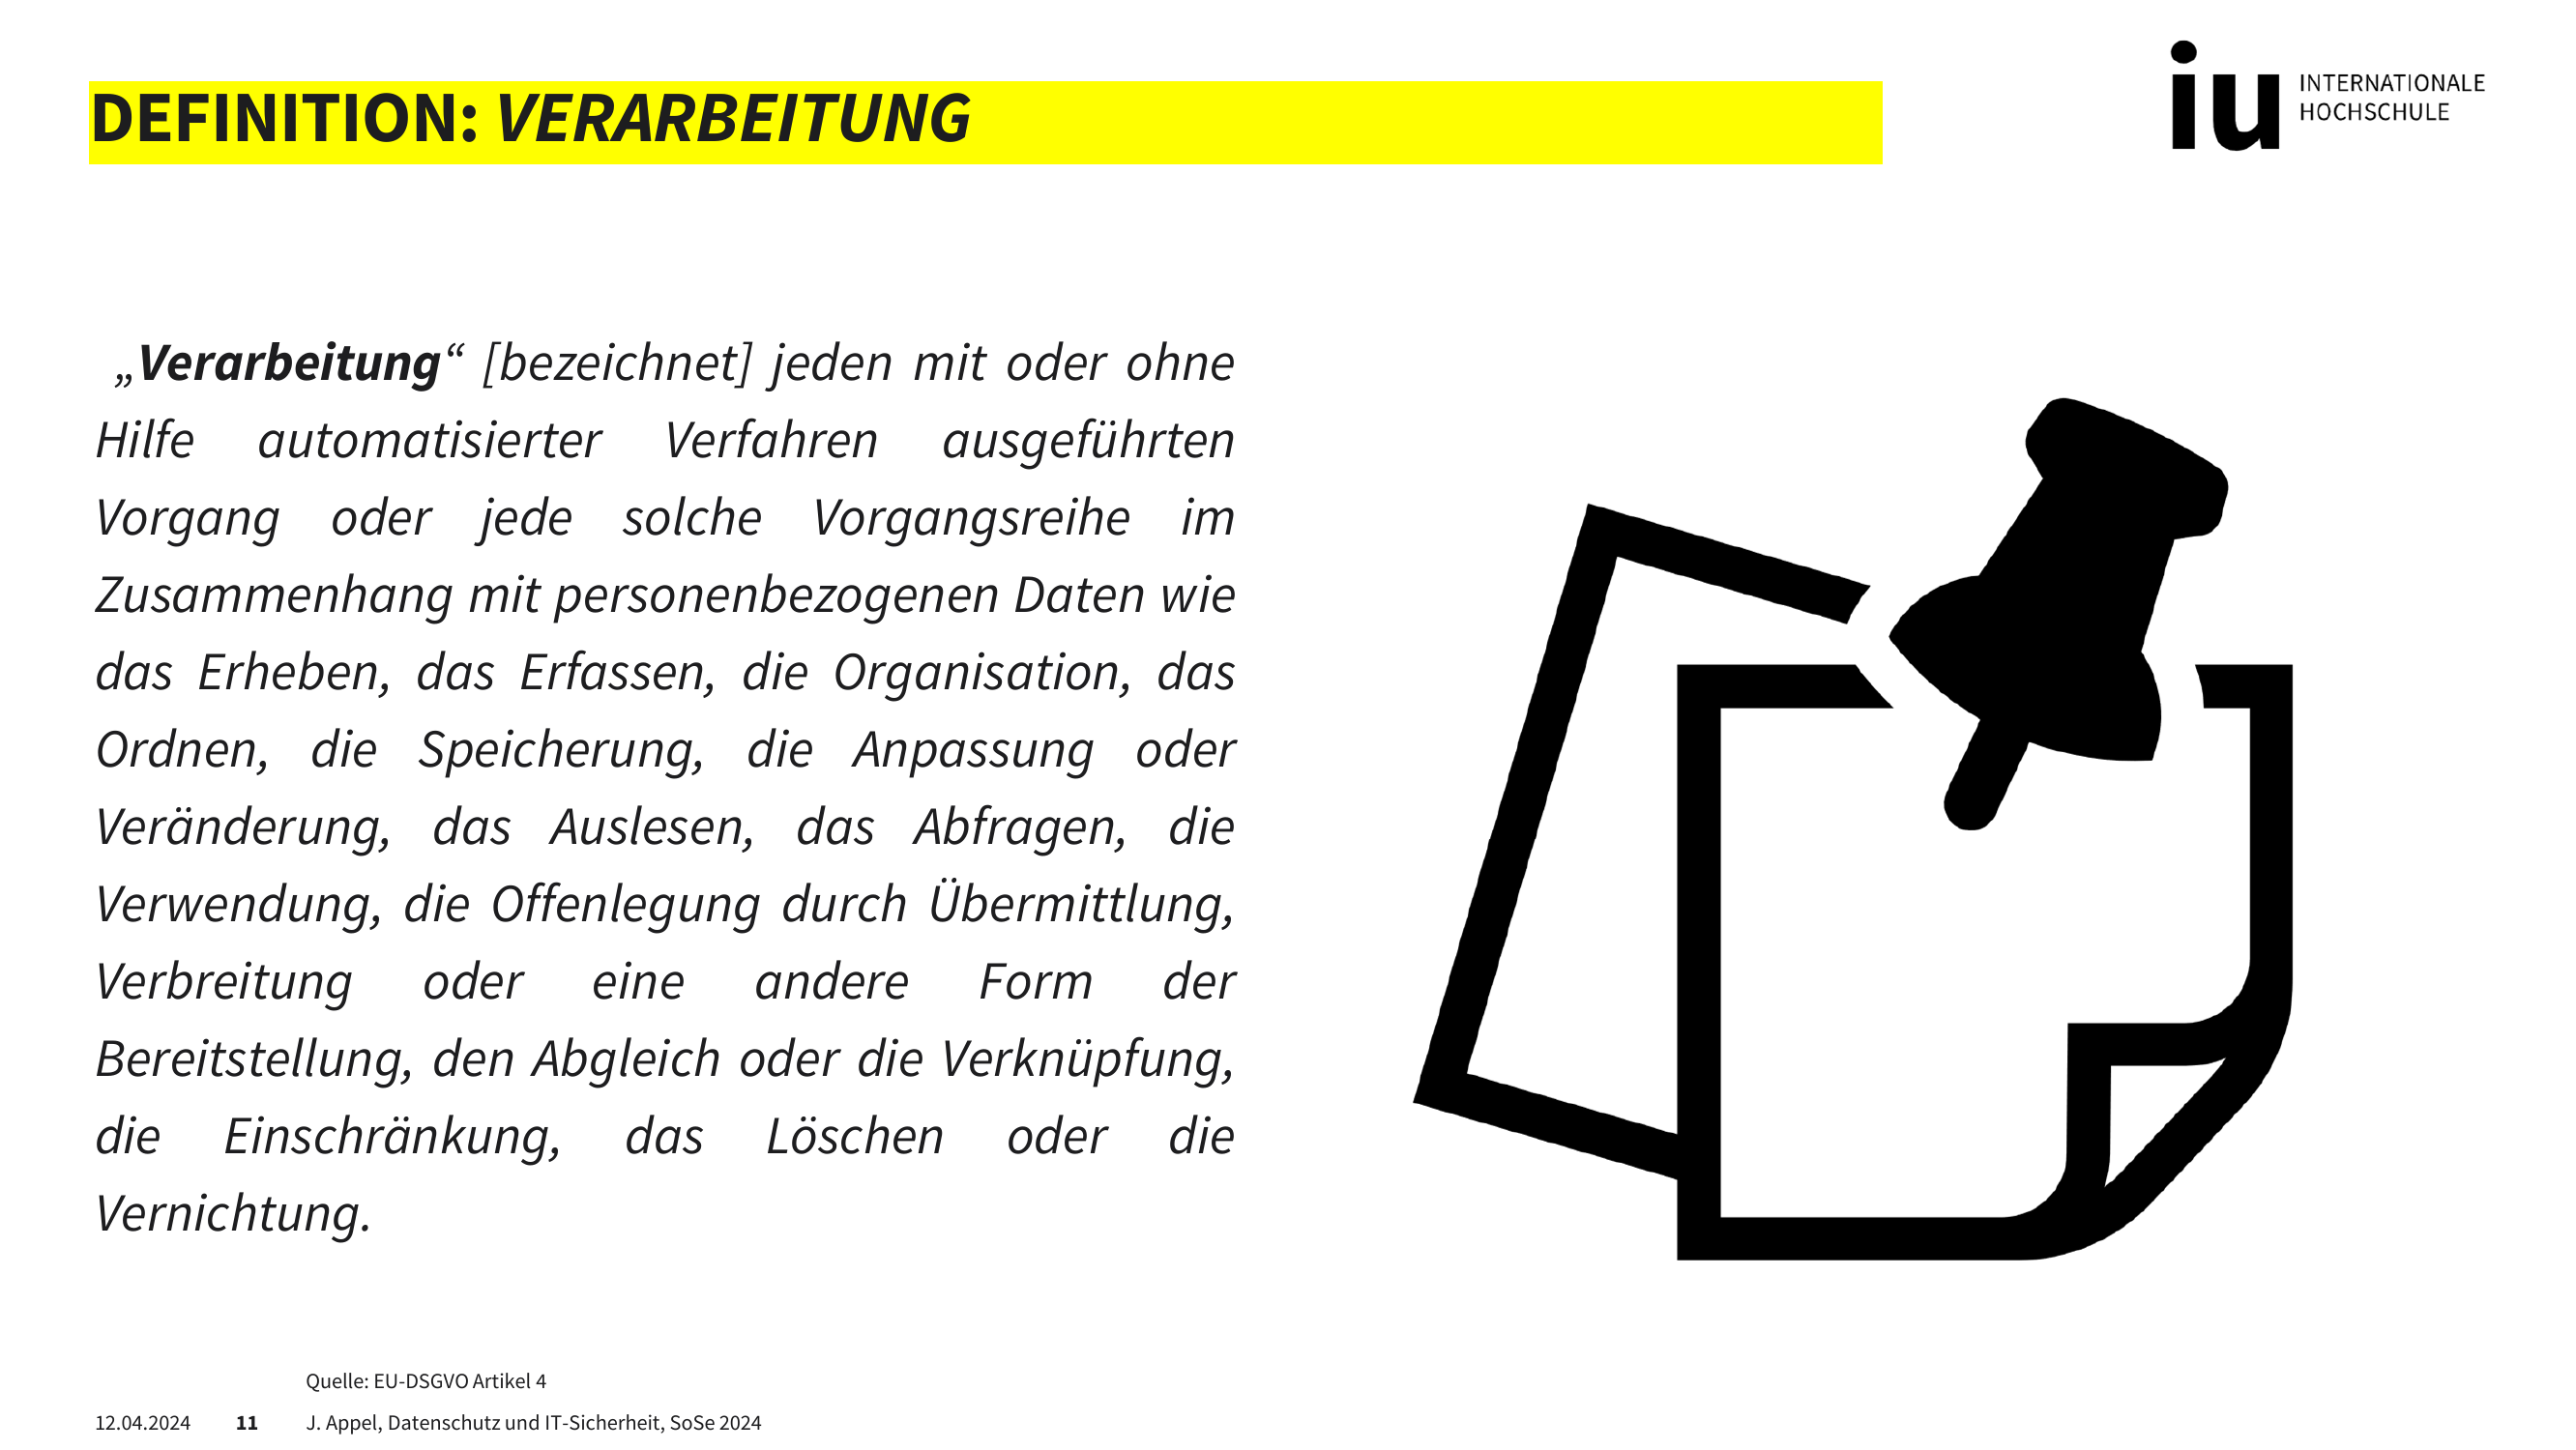 DEFINITION: VERARBEITUNG
iu INTERNATIONALE
HOCHSCHULE
„Verarbeitung“ [bezeichnet] jeden mit oder ohne
Hilfe automatisierter Verfahren ausgeführten
Vorgang oder jede solche Vorgangsreihe im
Zusammenhang mit personenbezogenen Daten wie
das Erheben, das Erfassen, die Organisation, das
Ordnen, die Speicherung, die Anpassung oder
Veränderung, das Auslesen, das Abfragen, die
Verwendung, die Offenlegung durch Übermittlung,
Verbreitung oder eine andere Form der
Bereitstellung, den Abgleich oder die Verknüpfung,
die Einschränkung, das Löschen oder die
Vernichtung.
Quelle: EU-DSGVO Artikel 4
12.04.2024 11 J. Appel, Datenschutz und IT-Sicherheit, SoSe 2024